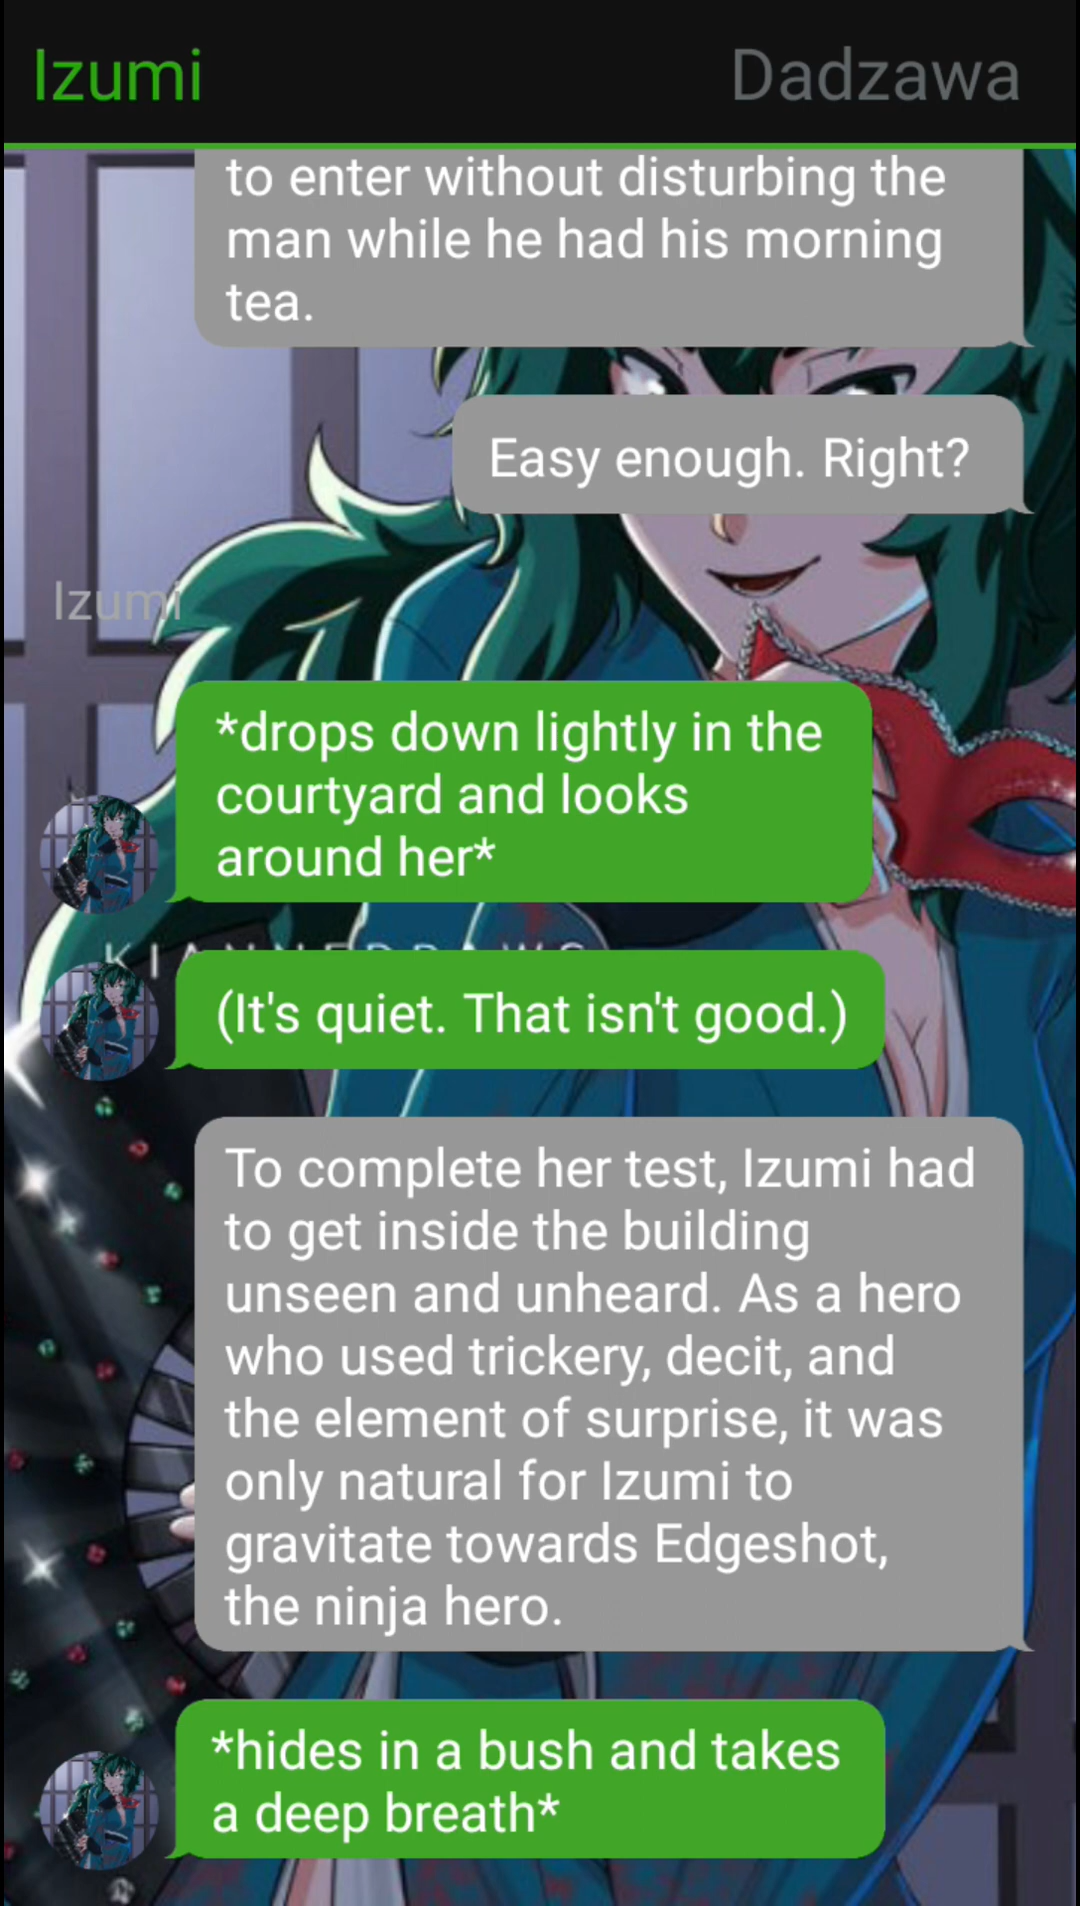 Izumi
Dadzawa
to enter without disturbing the
man while he had his morning
tea.
Easy enough. Right?
Izumi
*drops down lightly in the
courtyard and looks
around her*
(It's quiet. That isn't good.)
To complete her test, Izumi had
to get inside the building
unseen and unheard. As a hero
who used trickery, decit, and
the element of surprise, it was
only natural for Izumi to
gravitate towards Edgeshot,
the ninja hero.
*hides in a bush and takes
a deep breath*